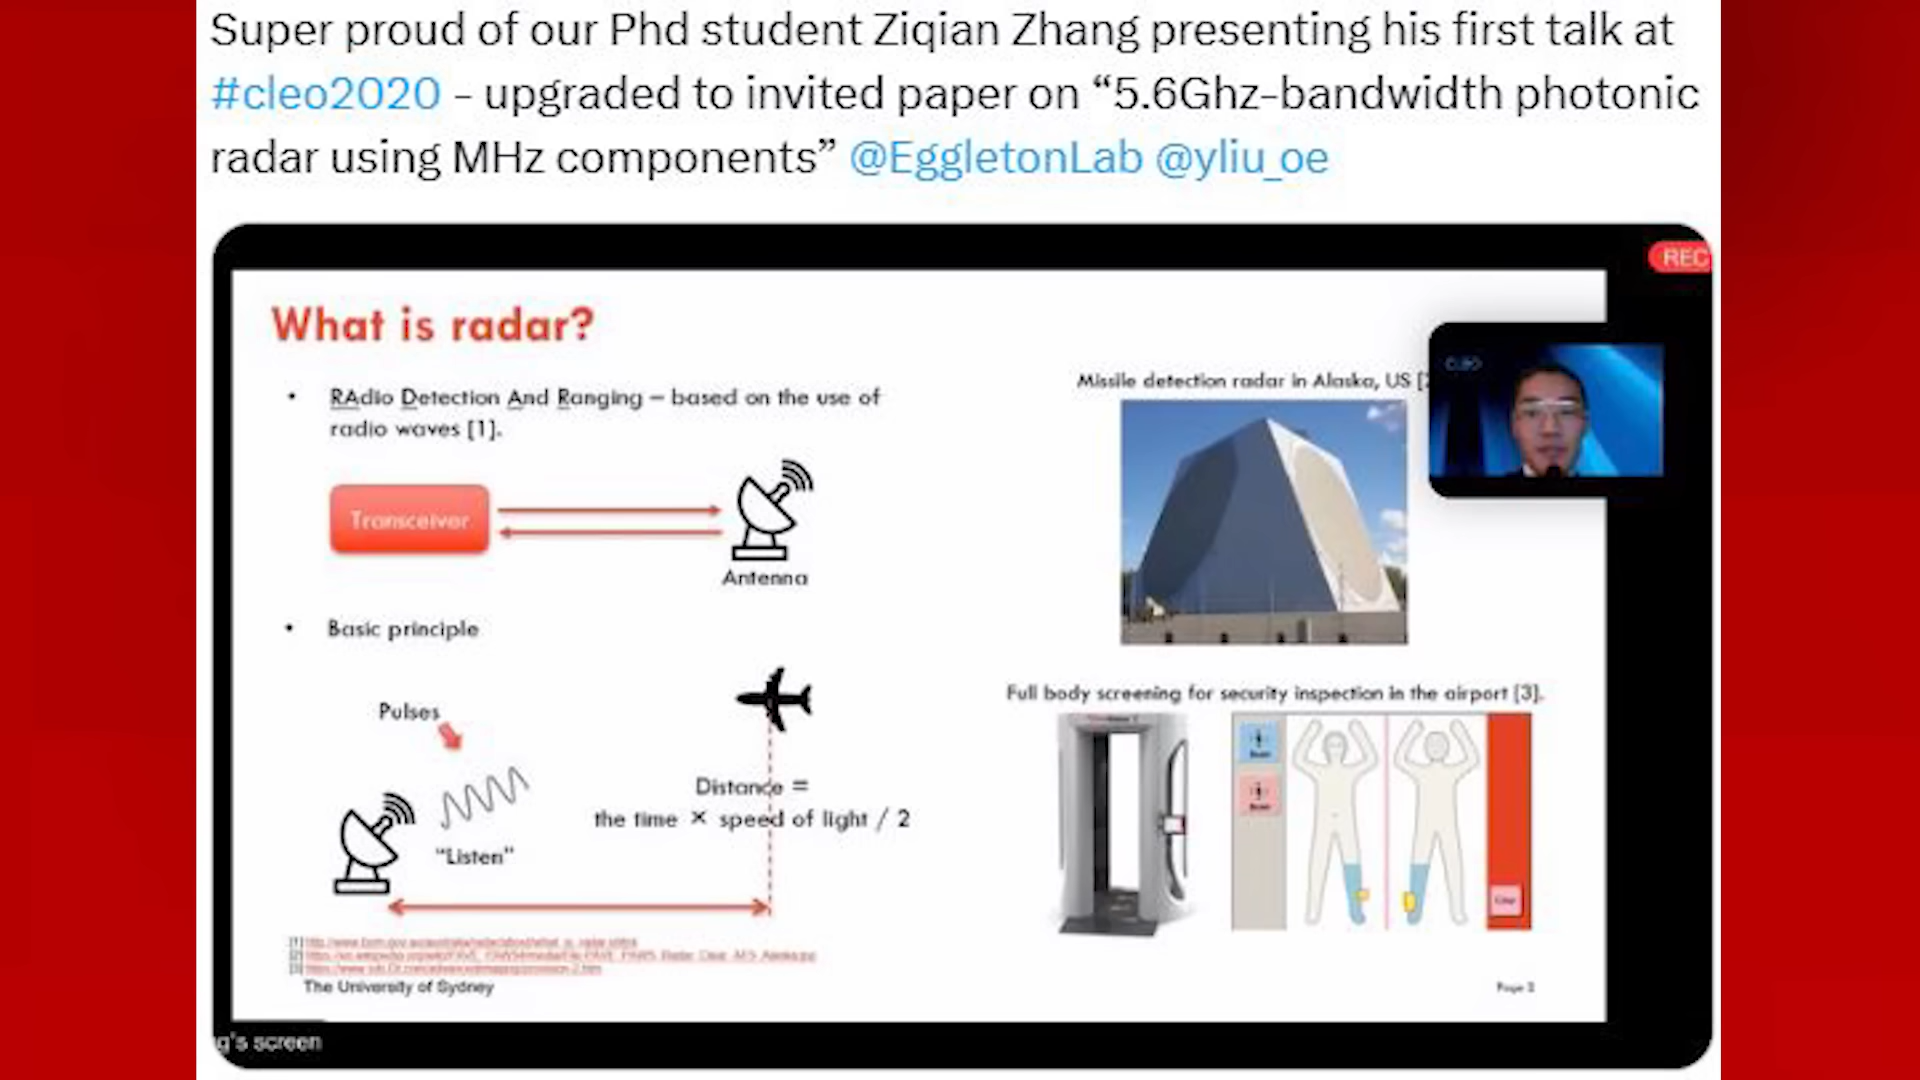 Super proud of our Phd student Ziqian Zhang presenting his first talk at
#cleo2020 - upgraded to invited paper on “5.6Ghz-bandwidth photonic
radar using MHz components” @EggletonLab @yliu_oe
REC
What is radar?
Missile detection radar in Alaska, US [
• RAdio Detection And Ranging – based on the use of
radio waves [1].
Transceiver
Antenna
• Basic principle
Full body screening for security inspection in the airport [3].
Pulses
Distance =
the time × speed of light / 2
“Listen”
[1]
[2]
[3]
The University of Sydney
Page
g's screen